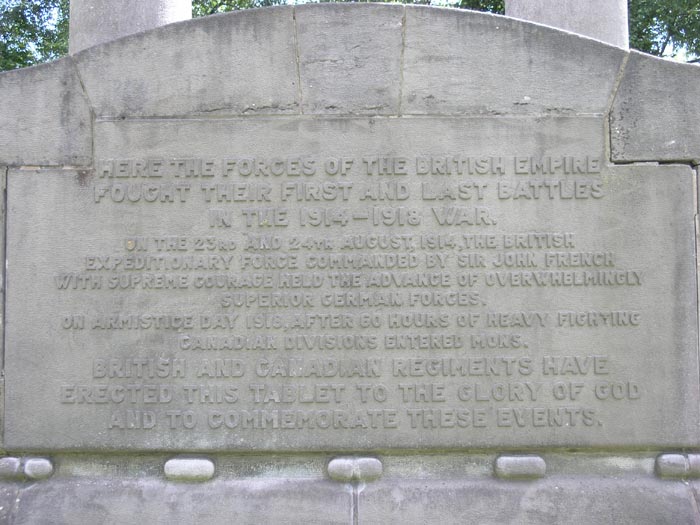 HERE THE FORCES OF THE BRITISH EMPIRE
FOUGHT THEIR FIRST AND LAST BATTLES
IN THE 1914–1918 WAR.
ON THE 23RD AND 24TH AUGUST, 1914, THE BRITISH
EXPEDITIONARY FORCE COMMANDED BY SIR JOHN FRENCH
WITH SUPREME COURAGE HELD THE ADVANCE OF OVERWHELMINGLY
SUPERIOR GERMAN FORCES.
ON ARMISTICE DAY 1918, AFTER 60 HOURS OF HEAVY FIGHTING
CANADIAN DIVISIONS ENTERED MONS.
BRITISH AND CANADIAN REGIMENTS HAVE
ERECTED THIS TABLET TO THE GLORY OF GOD
AND TO COMMEMORATE THESE EVENTS.